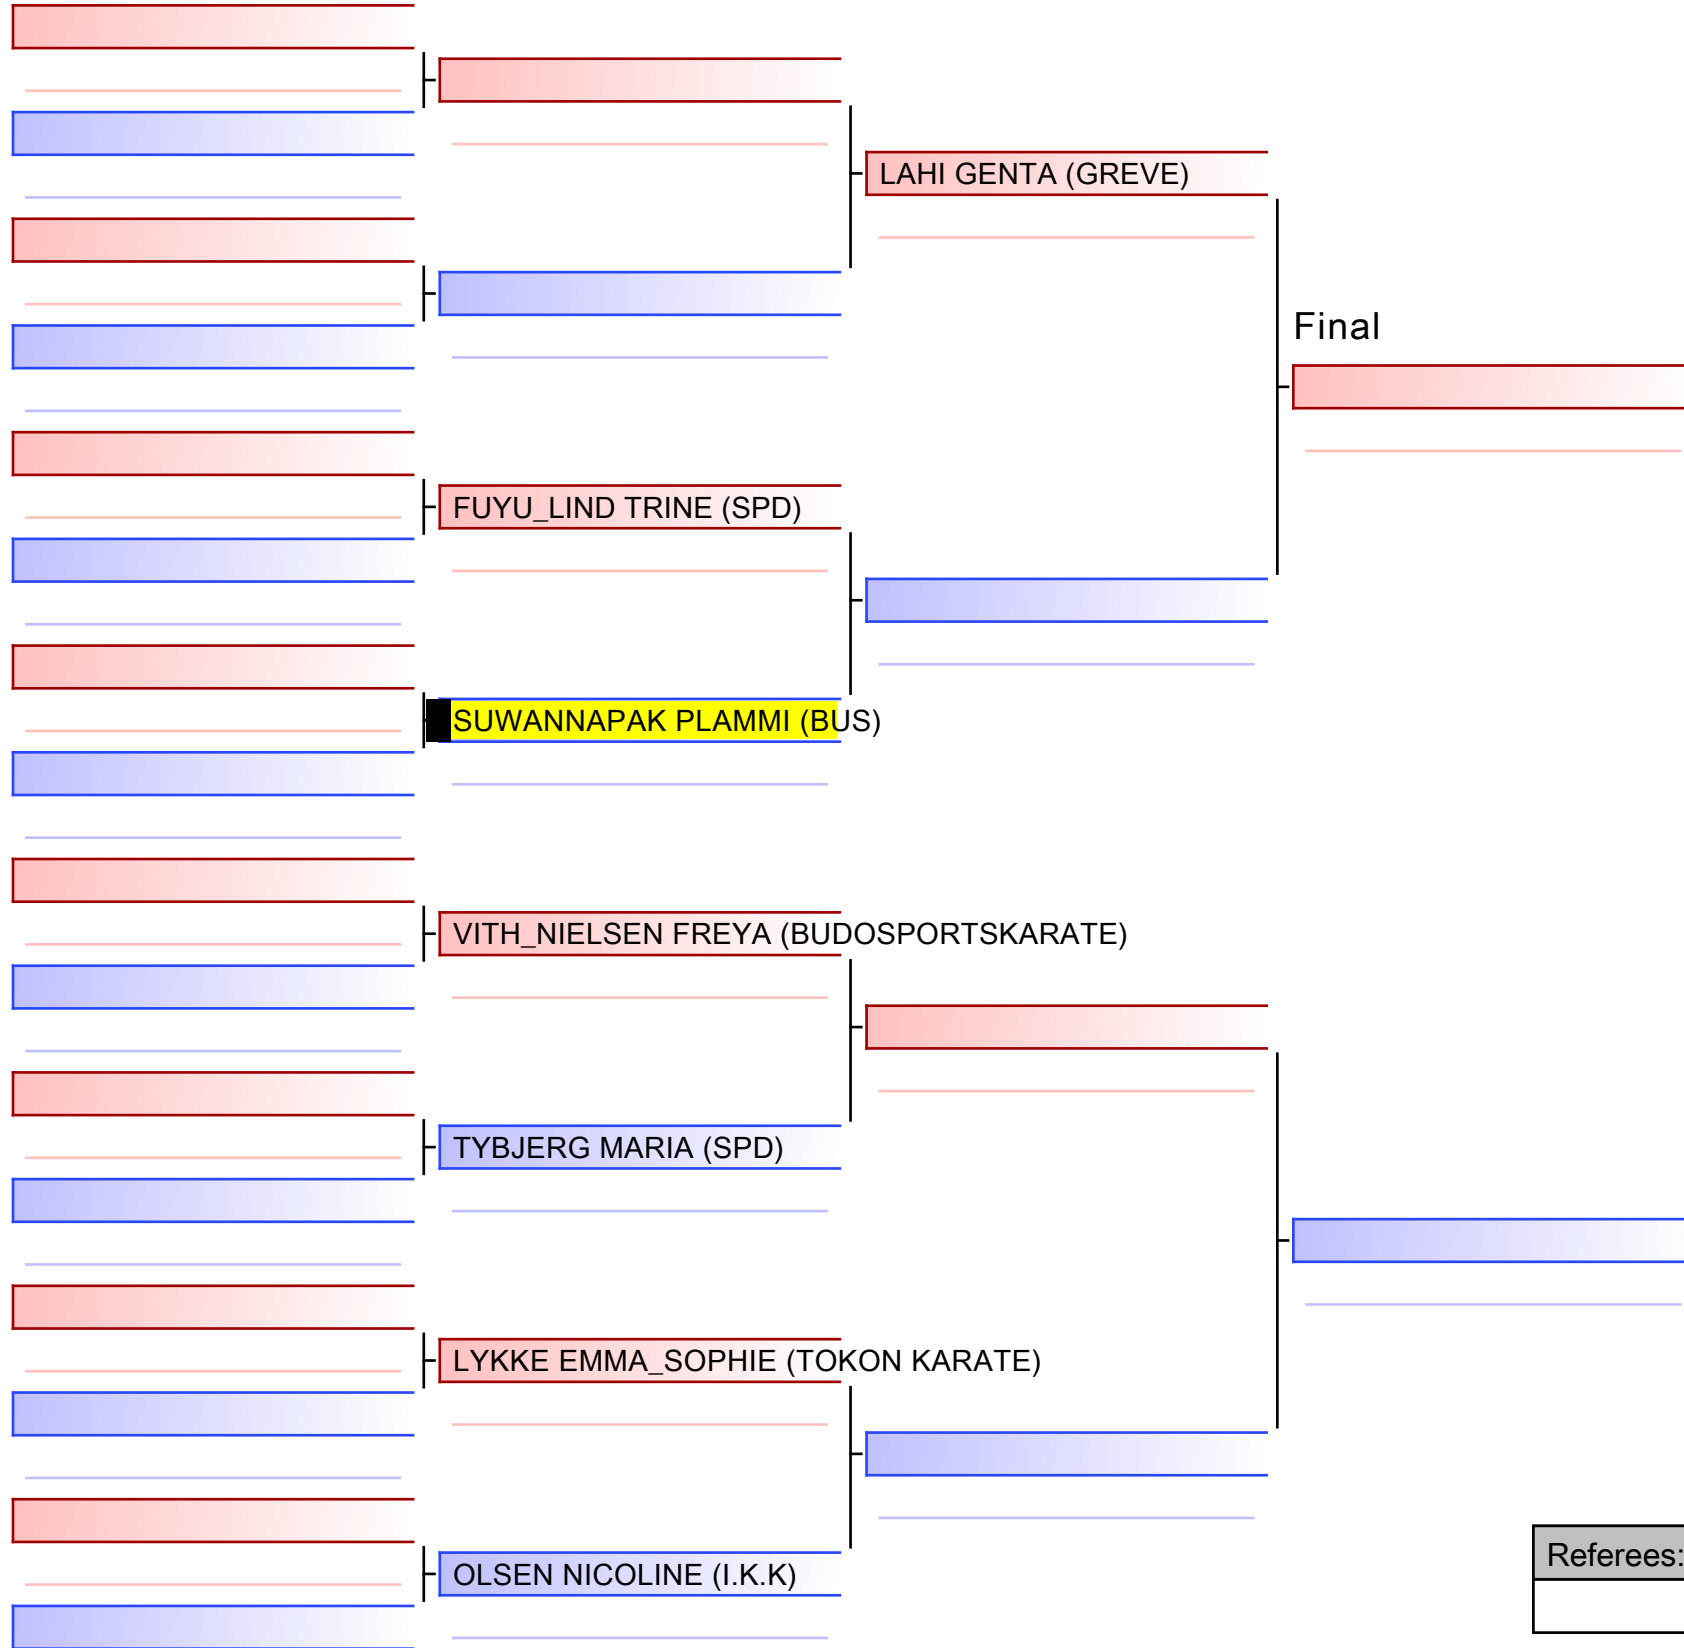 LAHI GENTA (GREVE)
Final
FUYU_LIND TRINE (SPD)
SUWANNAPAK PLAMMI (BUS)
VITH_NIELSEN FREYA (BUDOSPORTSKARATE)
TYBJERG MARIA (SPD)
LYKKE EMMA_SOPHIE (TOKON KARATE)
OLSEN NICOLINE (I.K.K)
Referees: